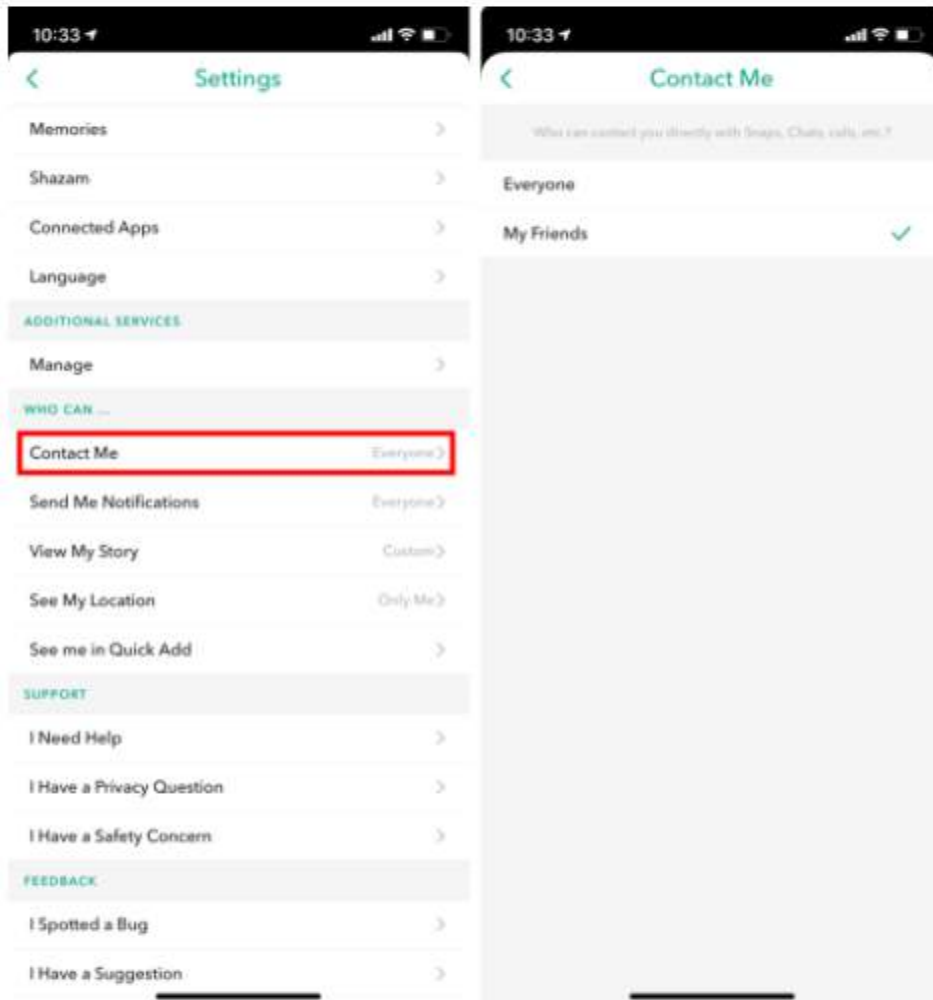 10:33
Settings
Memories
Shazam
Connected Apps
Language
ADDITIONAL SERVICES
Manage
WHO CAN ...
Contact Me Everyone
Send Me Notifications Everyone
View My Story Custom
See My Location Only Me
See me in Quick Add
SUPPORT
I Need Help
I Have a Privacy Question
I Have a Safety Concern
FEEDBACK
I Spotted a Bug
I Have a Suggestion
10:33
Contact Me
Who can contact you directly with Snaps, Chats, calls, etc.?
Everyone
My Friends